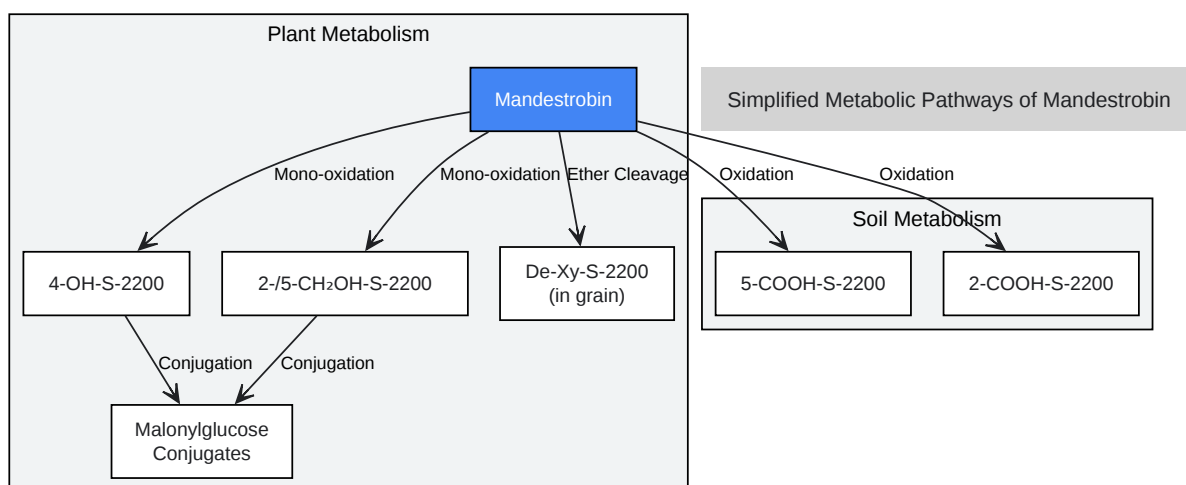 Plant Metabolism
Mandestrobin
Simplified Metabolic Pathways of Mandestrobin
Mono-oxidation
Mono-oxidation
Ether Cleavage
Oxidation
Oxidation
Soil Metabolism
4-OH-S-2200
2-/5-CH₂OH-S-2200
De-Xy-S-2200
(in grain)
5-COOH-S-2200
2-COOH-S-2200
Conjugation
Conjugation
Malonylglucose
Conjugates